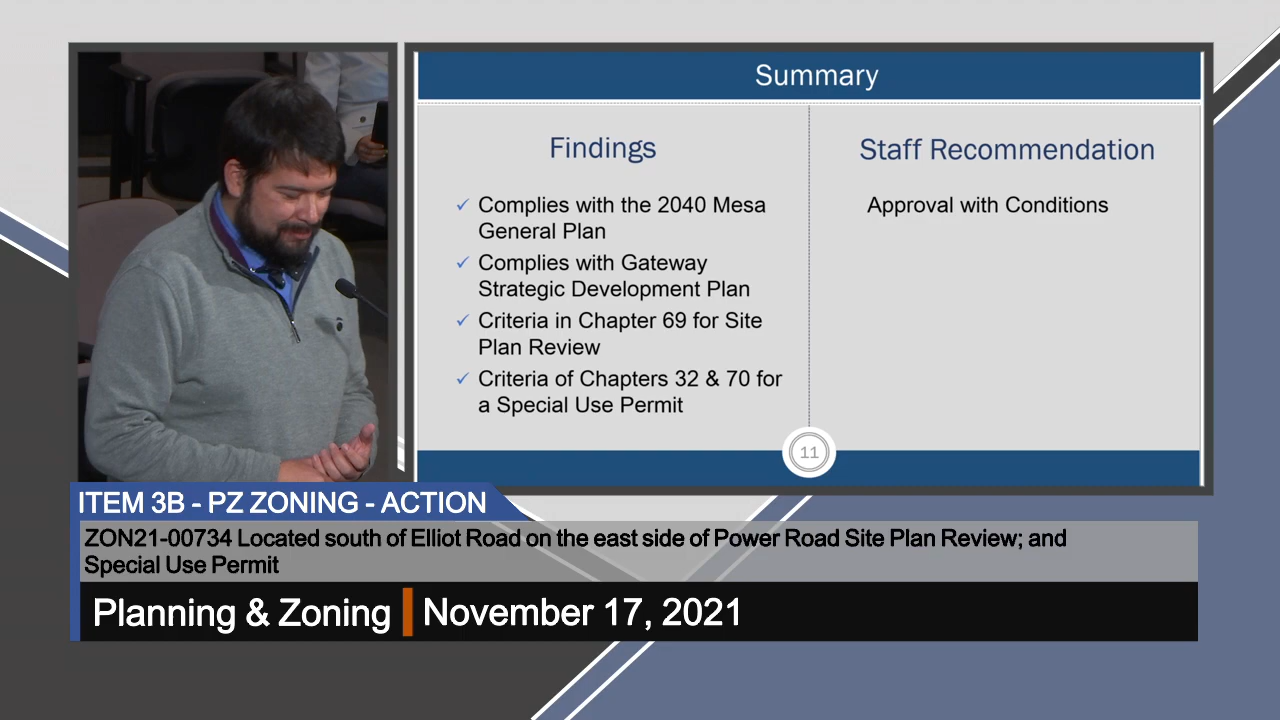 Summary
Findings
Complies with the 2040 Mesa
General Plan
Complies with Gateway
Strategic Development Plan
Criteria in Chapter 69 for Site
Plan Review
Criteria of Chapters 32 & 70 for
a Special Use Permit
Staff Recommendation
Approval with Conditions
11
ITEM 3B - PZ ZONING - ACTION
ZON21-00734 Located south of Elliot Road on the east side of Power Road Site Plan Review; and
Special Use Permit
Planning & Zoning
November 17, 2021